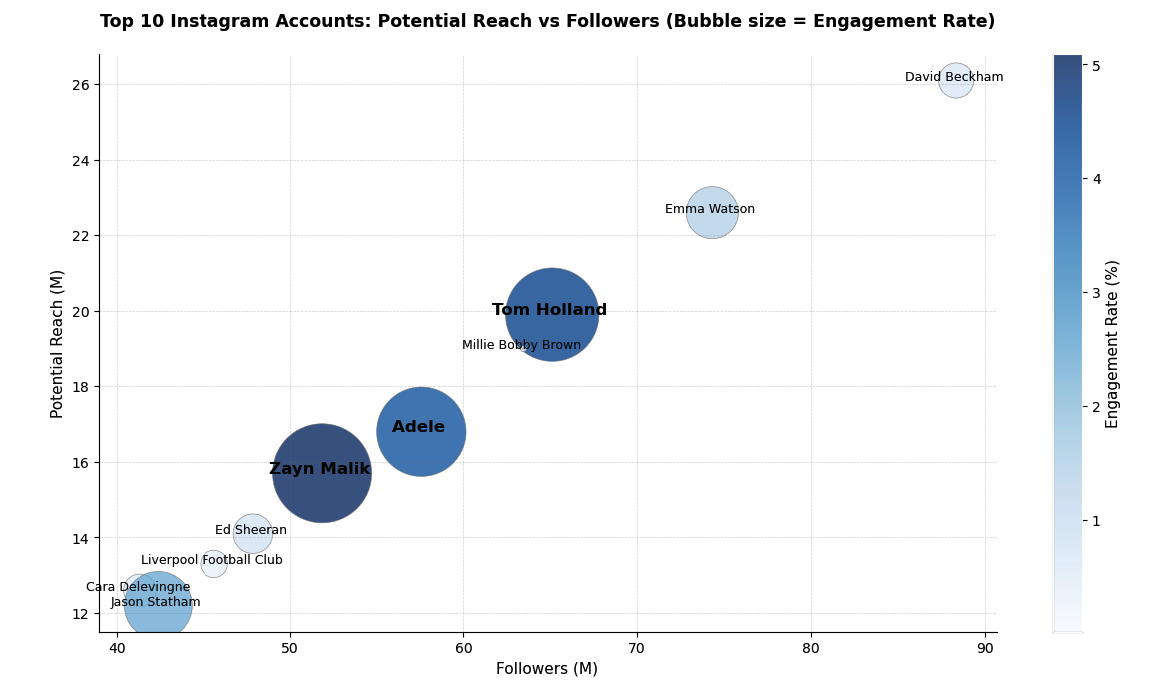 Top 10 Instagram Accounts: Potential Reach vs Followers (Bubble size = Engagement Rate)
26
24
22
20
18
16
14
12
Potential Reach (M)
David Beckham
Emma Watson
Tom Holland
Millie Bobby Brown
Adele
Zayn Malik
Ed Sheeran
Liverpool Football Club
Cara Delevingne
Jason Statham
40
50
60
70
80
90
Followers (M)
5
4
3
2
1
Engagement Rate (%)